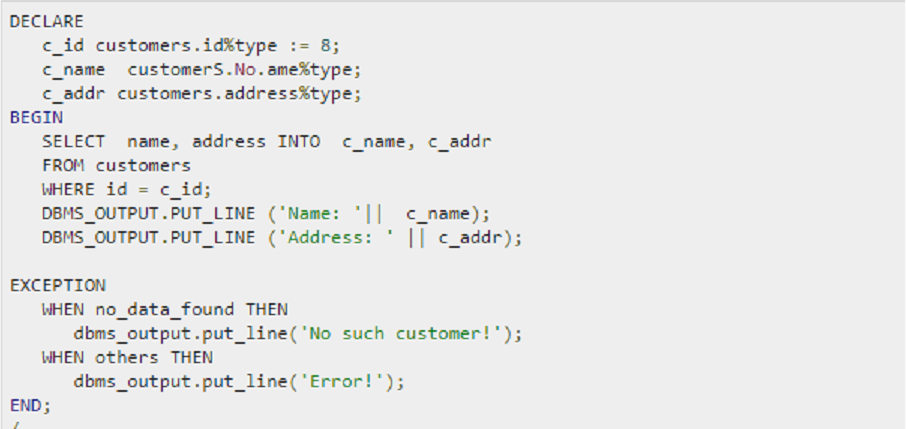 DECLARE
   c_id customers.id%type := 8;
   c_name  customerS.No.ame%type;
   c_addr customers.address%type;
BEGIN
   SELECT  name, address INTO  c_name, c_addr
   FROM customers
   WHERE id = c_id;
   DBMS_OUTPUT.PUT_LINE ('Name: '||  c_name);
   DBMS_OUTPUT.PUT_LINE ('Address: ' || c_addr);

EXCEPTION
   WHEN no_data_found THEN
      dbms_output.put_line('No such customer!');
   WHEN others THEN
      dbms_output.put_line('Error!');
END;
/